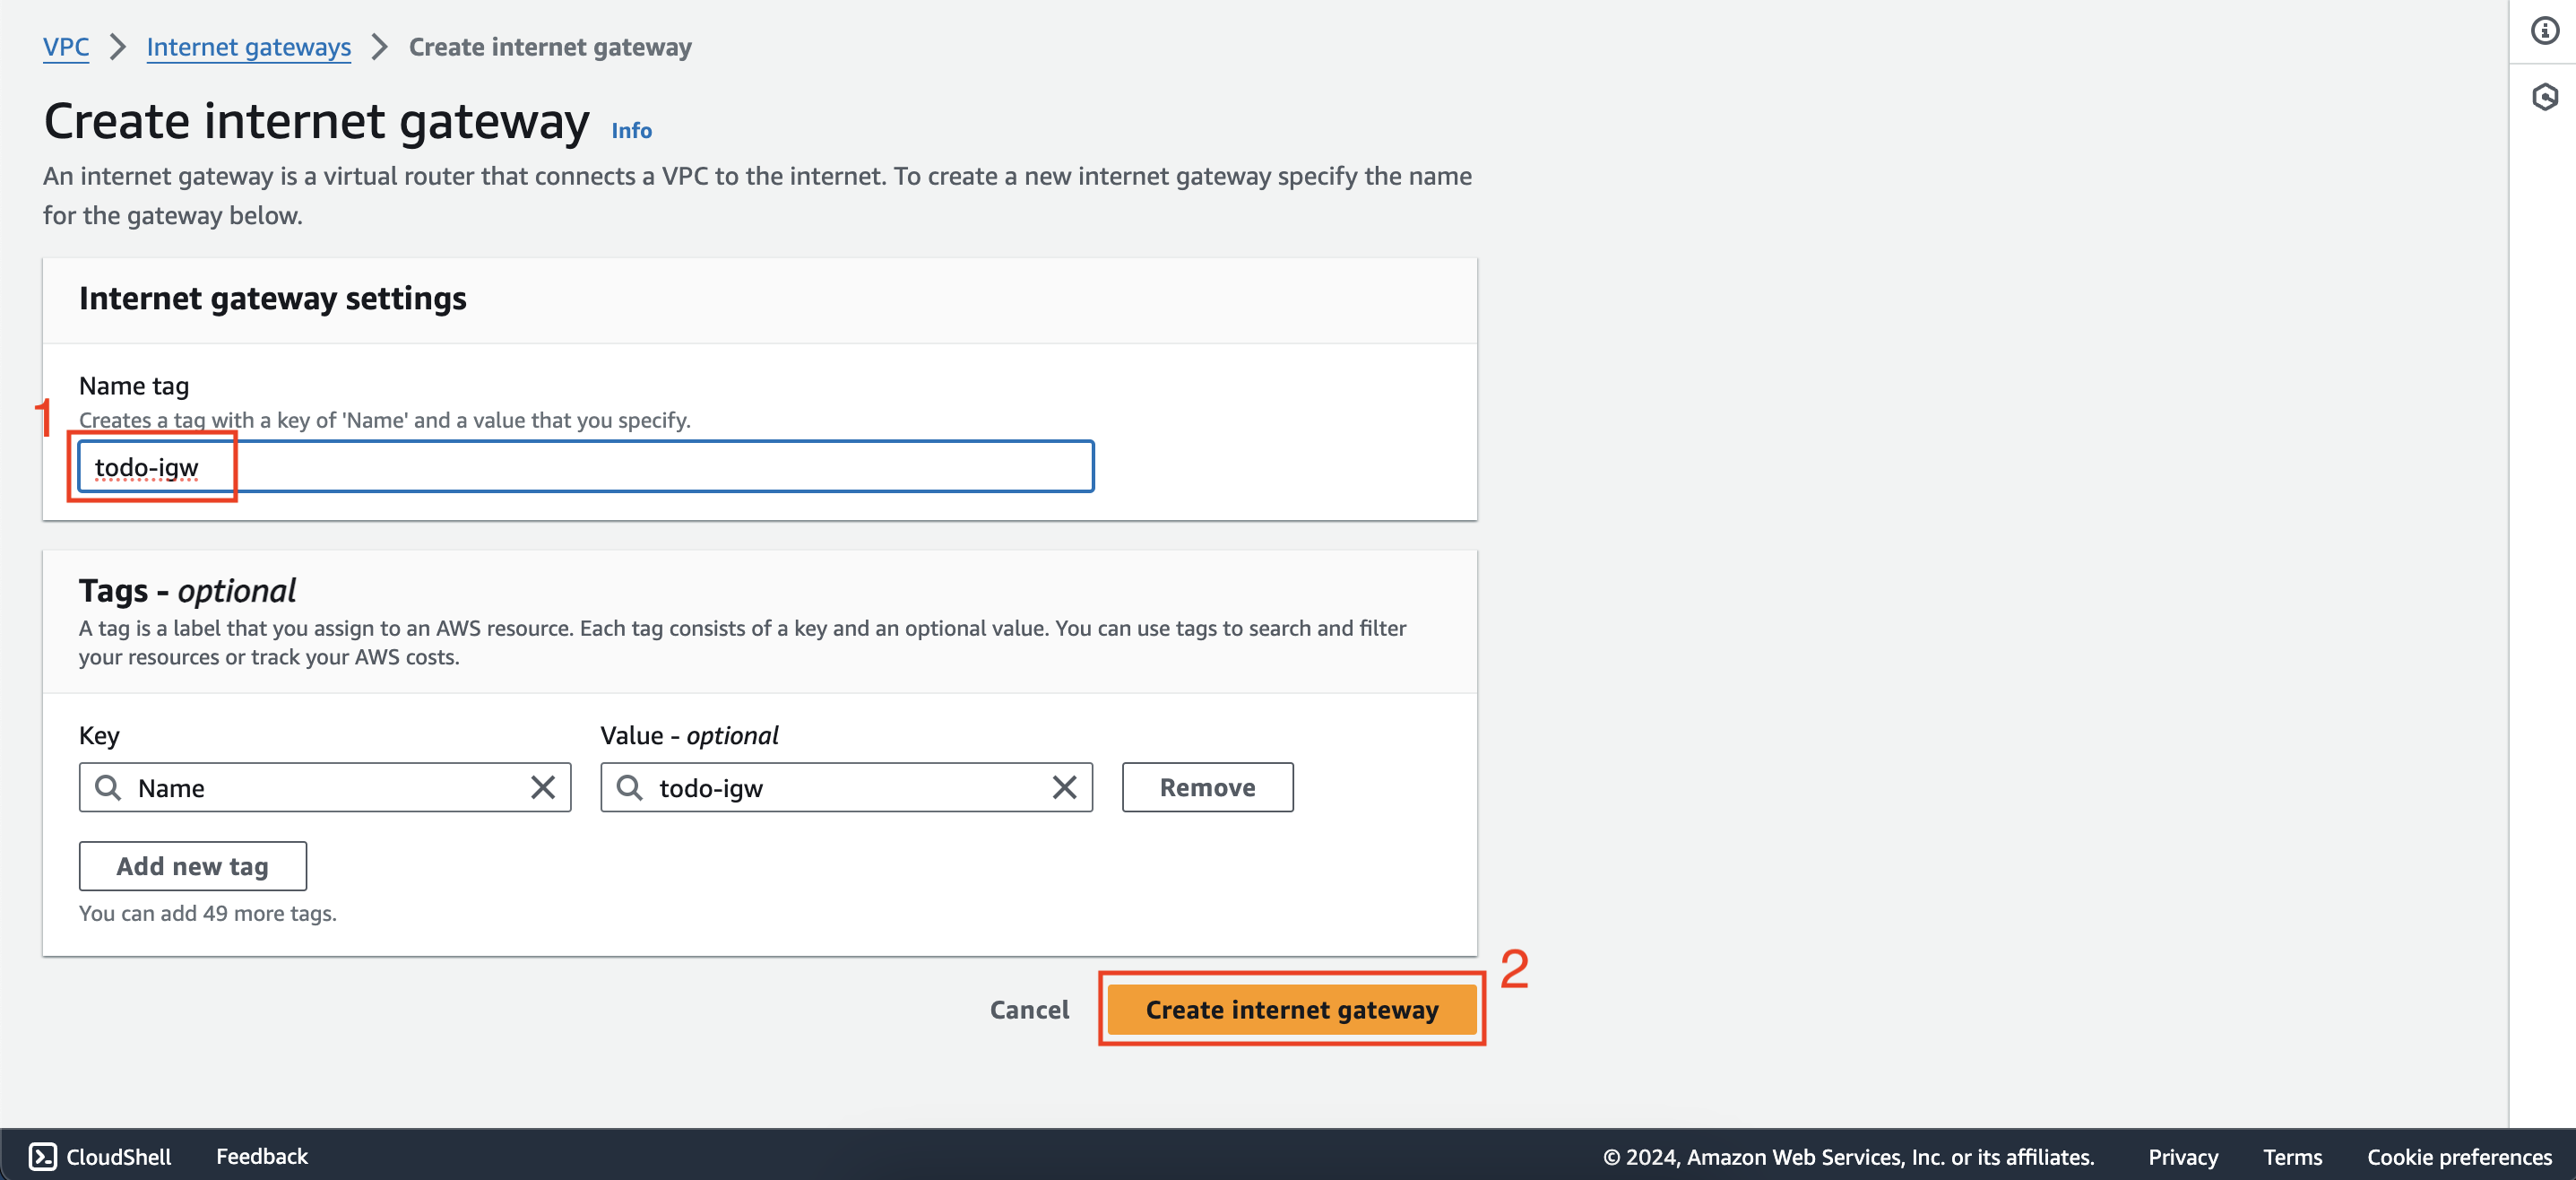 VPC > Internet gateways > Create internet gateway
Create internet gateway Info
An internet gateway is a virtual router that connects a VPC to the internet. To create a new internet gateway specify the name
for the gateway below.
Internet gateway settings
Name tag
1
Creates a tag with a key of 'Name' and a value that you specify.
todo-igw
Tags - optional
A tag is a label that you assign to an AWS resource. Each tag consists of a key and an optional value. You can use tags to search and filter
your resources or track your AWS costs.
Key Value - optional
Name todo-igw Remove
Add new tag
You can add 49 more tags.
2
Cancel Create internet gateway
CloudShell Feedback © 2024, Amazon Web Services, Inc. or its affiliates. Privacy Terms Cookie preferences